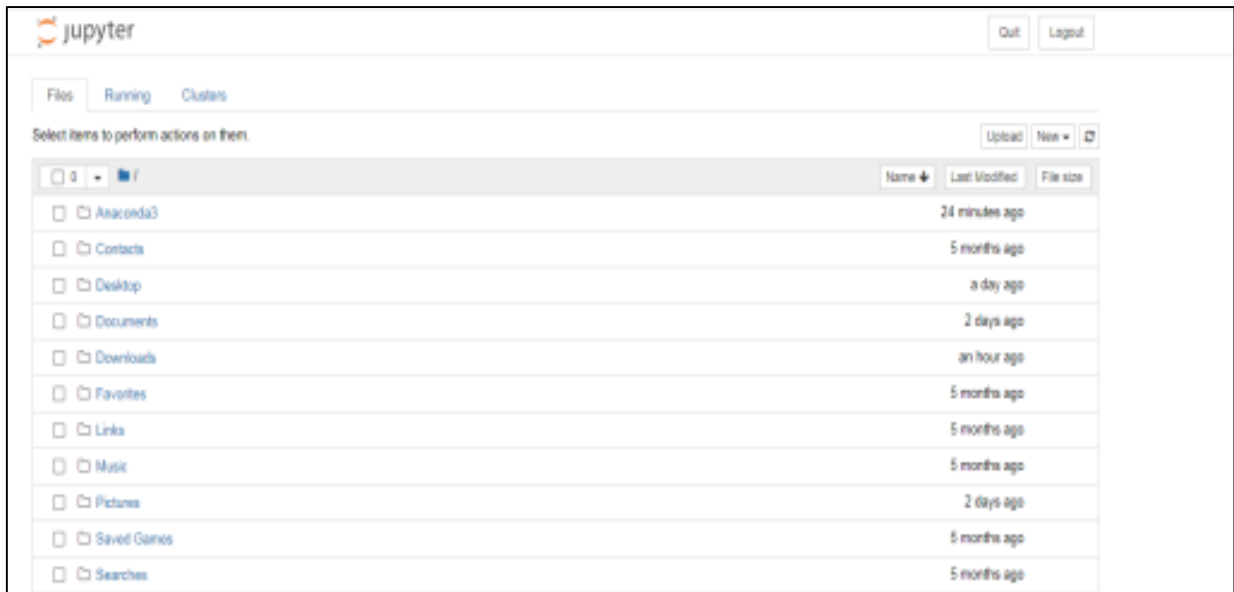 jupyter
Quit Logout
Files Running Clusters
Select items to perform actions on them.
Upload New
0 /
Name Last Modified File size
Anaconda3 24 minutes ago
Contacts 5 months ago
Desktop a day ago
Documents 2 days ago
Downloads an hour ago
Favorites 5 months ago
Links 5 months ago
Music 5 months ago
Pictures 2 days ago
Saved Games 5 months ago
Searches 5 months ago